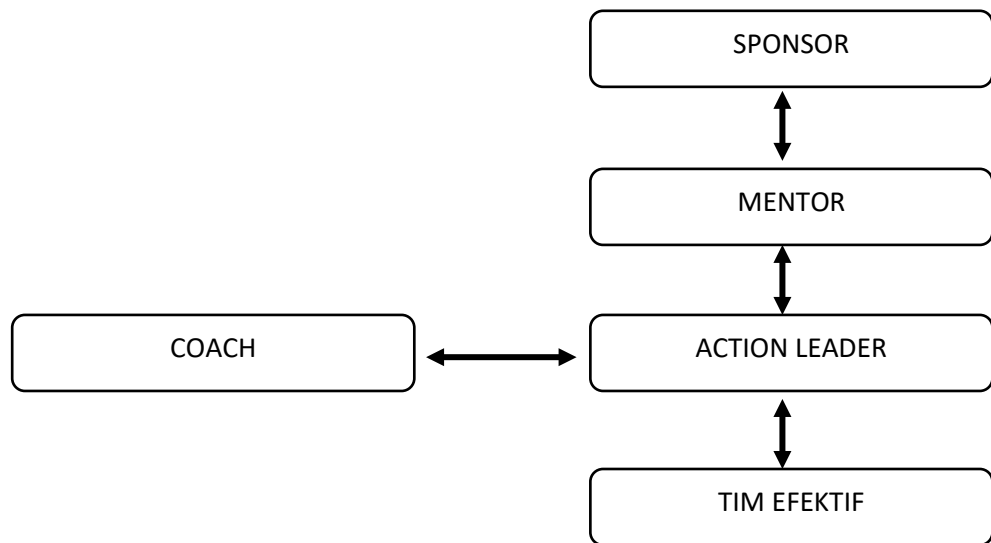 SPONSOR
MENTOR
COACH
ACTION LEADER
TIM EFEKTIF